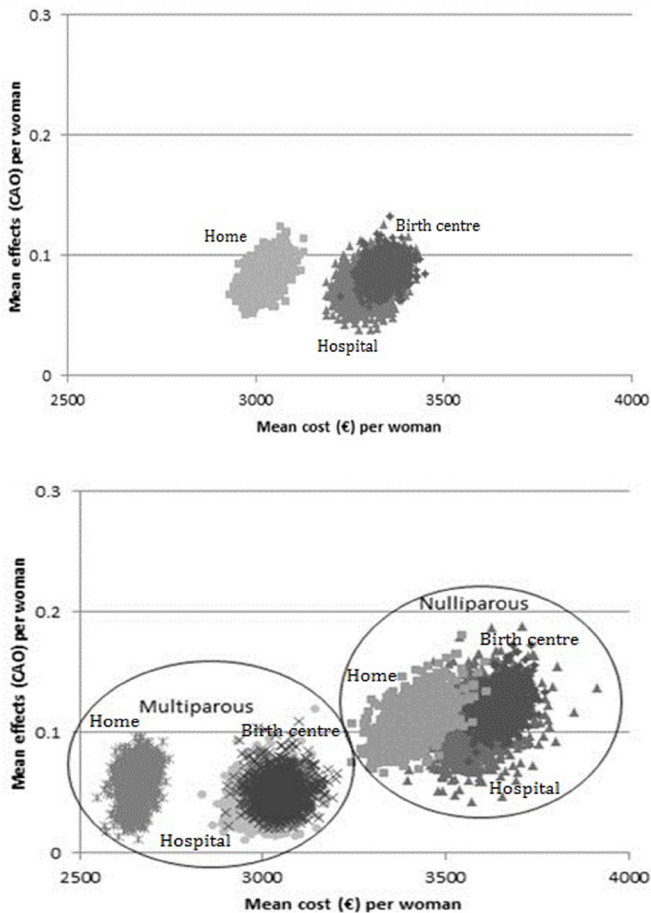 0.3
0.2
0.1
0
Mean effects (CAO) per woman
Home
Birth centre
Hospital
2500
3000
3500
4000
Mean cost (€) per woman
0.3
0.2
0.1
0
Mean effects (CAO) per woman
Nulliparous
Birth centre
Home
Hospital
Multiparous
Home
Birth centre
Hospital
2500
3000
3500
4000
Mean cost (€) per woman